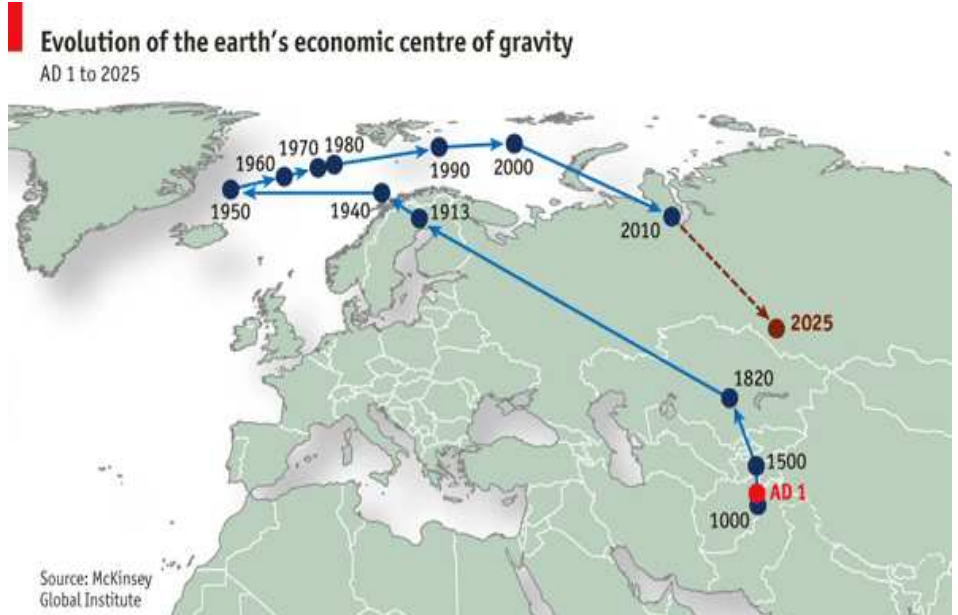 Evolution of the earth's economic centre of gravity
AD 1 to 2025
1960
1970
1980
1990
2000
1950
1940
1913
2010
2025
1820
1500
AD 1
1000
Source: McKinsey
Global Institute